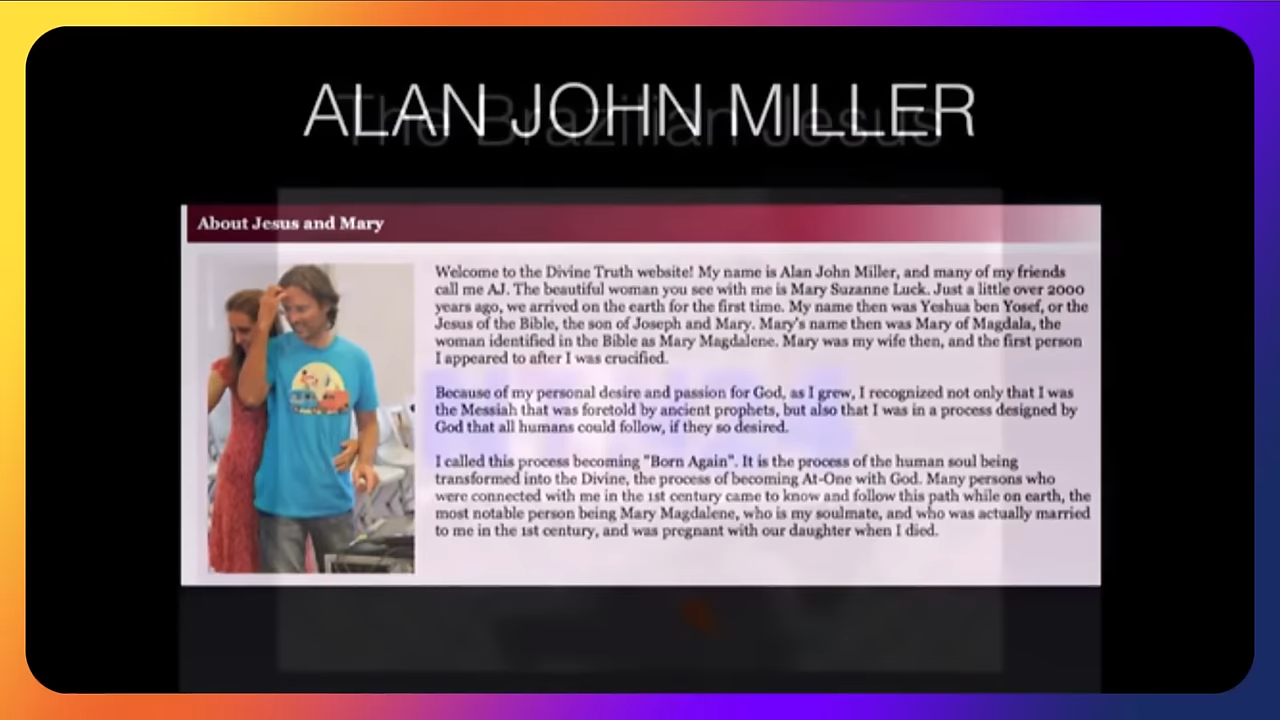 ALAN JOHN MILLER
The Brazilian Jesus
About Jesus and Mary
Welcome to the Divine Truth website! My name is Alan John Miller, and many of my friends
call me AJ. The beautiful woman you see with me is Mary Suzanne Luck. Just a little over 2000
years ago, we arrived on the earth for the first time. My name then was Yeshua ben Yosef, or the
Jesus of the Bible, the son of Joseph and Mary. Mary's name then was Mary of Magdala, the
woman identified in the Bible as Mary Magdalene. Mary was my wife then, and the first person
I appeared to after I was crucified.
Because of my personal desire and passion for God, as I grew, I recognized not only that I was
the Messiah that was foretold by ancient prophets, but also that I was in a process designed by
God that all humans could follow, if they so desired.
I called this process becoming "Born Again". It is the process of the human soul being
transformed into the Divine, the process of becoming At-One with God. Many persons who
were connected with me in the 1st century came to know and follow this path while on earth, the
most notable person being Mary Magdalene, who is my soulmate, and who was actually married
to me in the 1st century, and was pregnant with our daughter when I died.